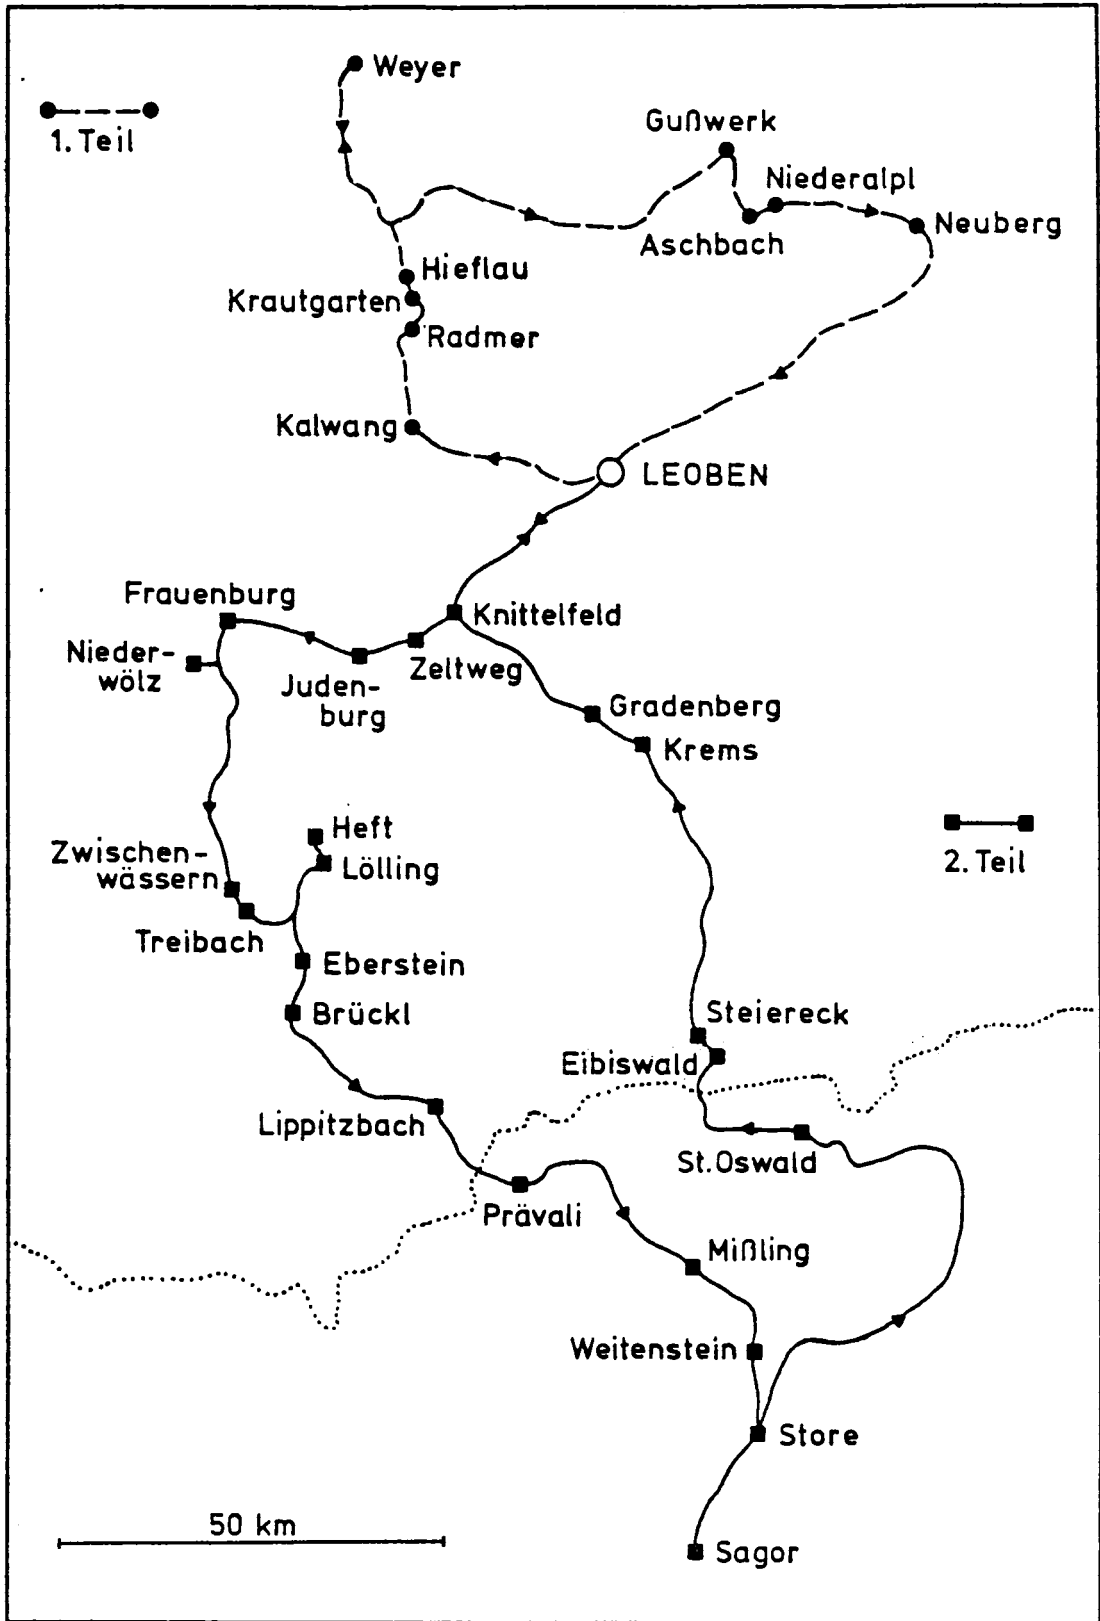 Weyer
1. Teil
Gußwerk
Niederalpl
Aschbach
Neuberg
Hieflau
Krautgarten
Radmer
Kalwang
LEOBEN
Frauenburg
Knittelfeld
Nieder-
wölz
Zeltweg
Juden-
burg
Gradenberg
Krems
Heft
Zwischen-
wässern
Lölling
2. Teil
Treibach
Eberstein
Brückl
Steiereck
Eibiswald
Lippitzbach
St. Oswald
Prävali
Mißling
Weitenstein
Store
50 km
Sagor